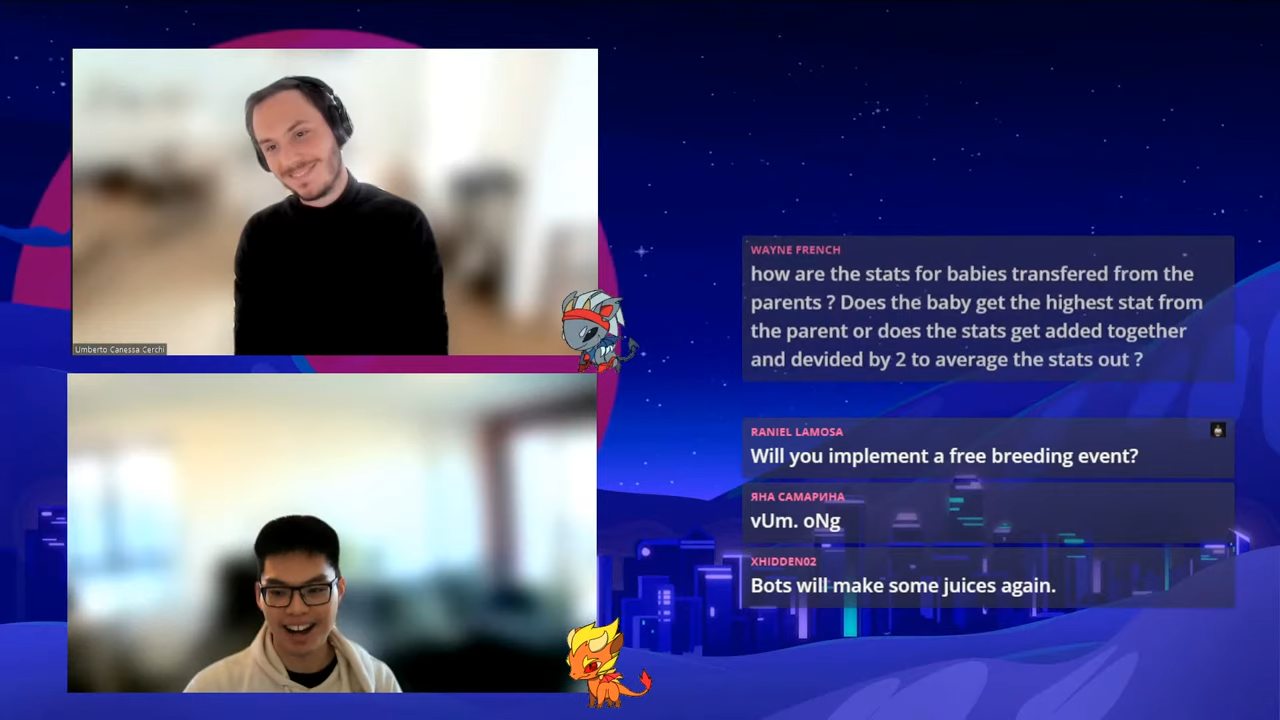 Umberto Canessa Cerchi
WAYNE FRENCH
how are the stats for babies transfered from the
parents ? Does the baby get the highest stat from
the parent or does the stats get added together
and devided by 2 to average the stats out ?
RANIEL LAMOSA
Will you implement a free breeding event?
ЯНА САМАРИНА
vUm. oNg
XHIDDEN02
Bots will make some juices again.